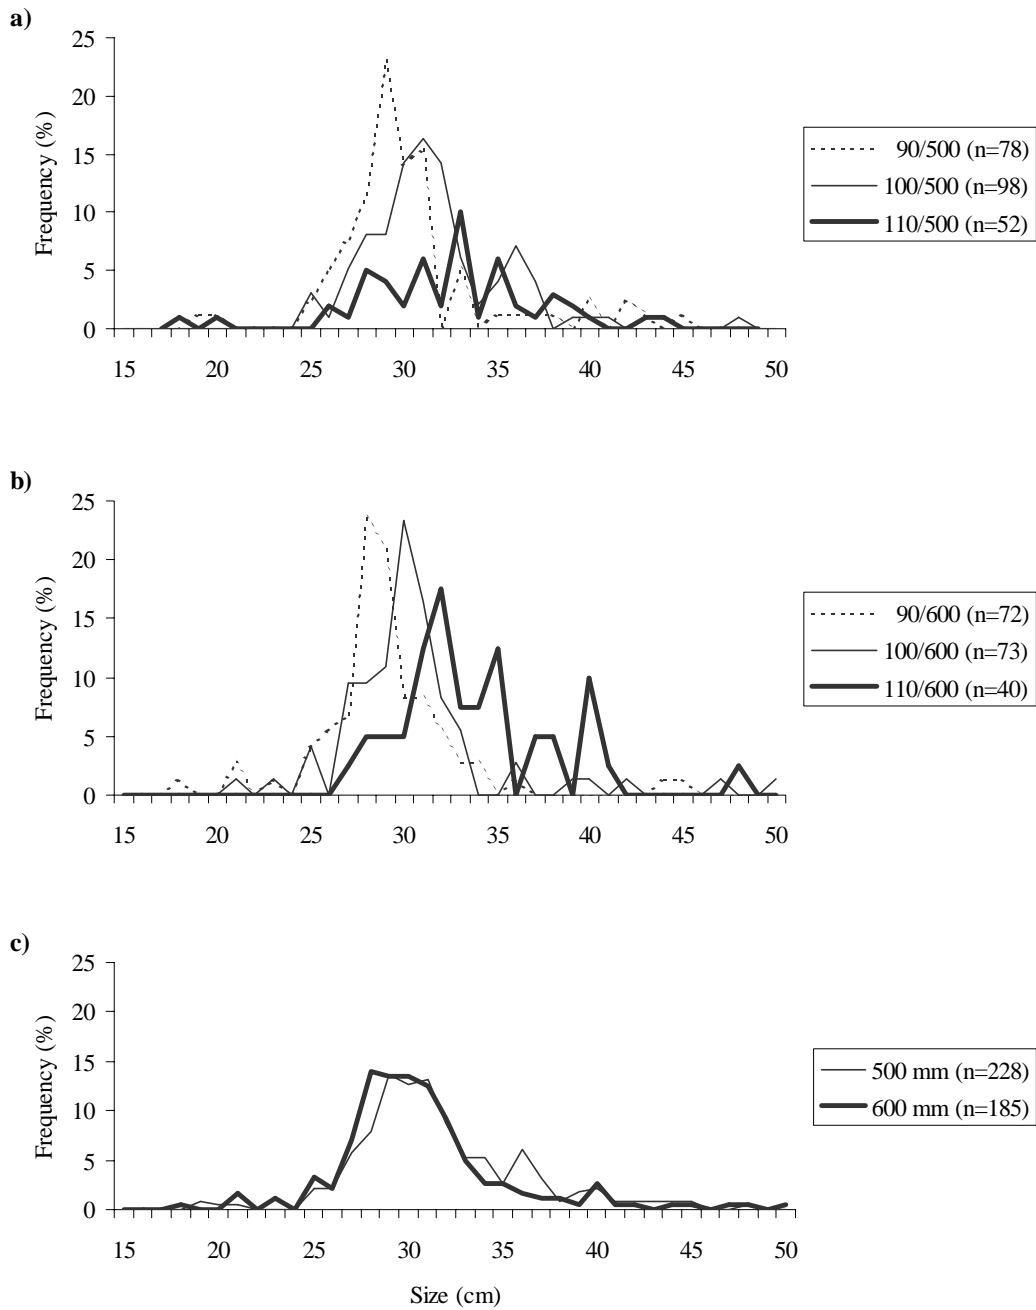 a)
25
20
15
10
5
0
Frequency (%)
15 20 25 30 35 40 45 50
90/500 (n=78)
100/500 (n=98)
110/500 (n=52)
b)
25
20
15
10
5
0
Frequency (%)
15 20 25 30 35 40 45 50
90/600 (n=72)
100/600 (n=73)
110/600 (n=40)
c)
25
20
15
10
5
0
Frequency (%)
15 20 25 30 35 40 45 50
Size (cm)
500 mm (n=228)
600 mm (n=185)